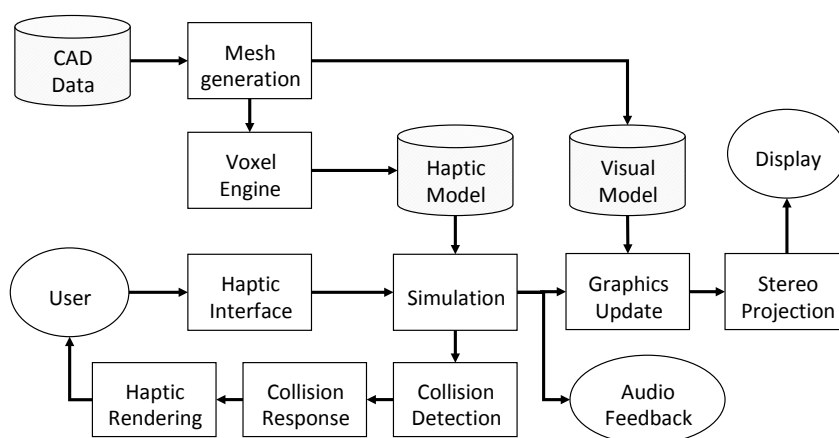 CAD
Data
Mesh
generation
Voxel
Engine
Haptic
Model
Visual
Model
Display
User
Haptic
Interface
Simulation
Graphics
Update
Stereo
Projection
Haptic
Rendering
Collision
Response
Collision
Detection
Audio
Feedback